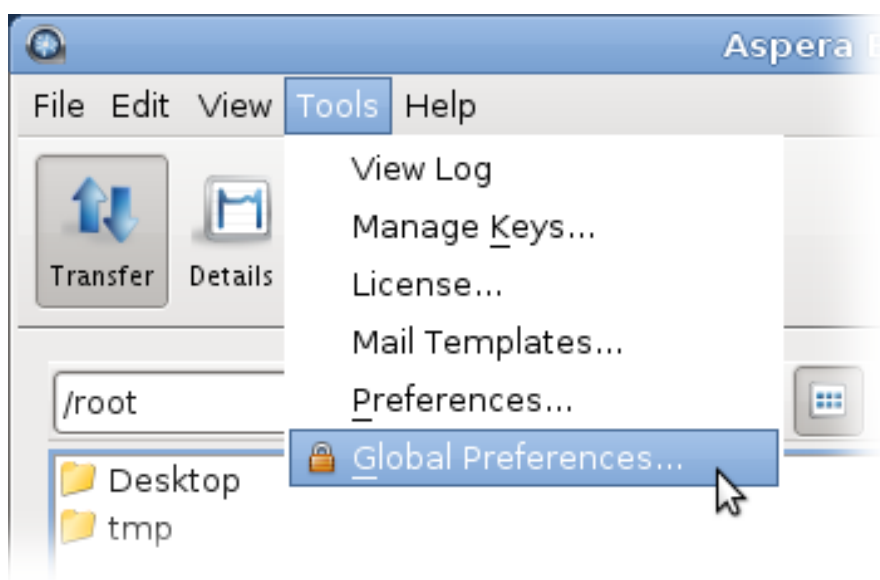 Aspera
File Edit View Tools Help
Transfer
Details
View Log
Manage Keys...
License...
Mail Templates...
Preferences...
Global Preferences...
/root
Desktop
tmp